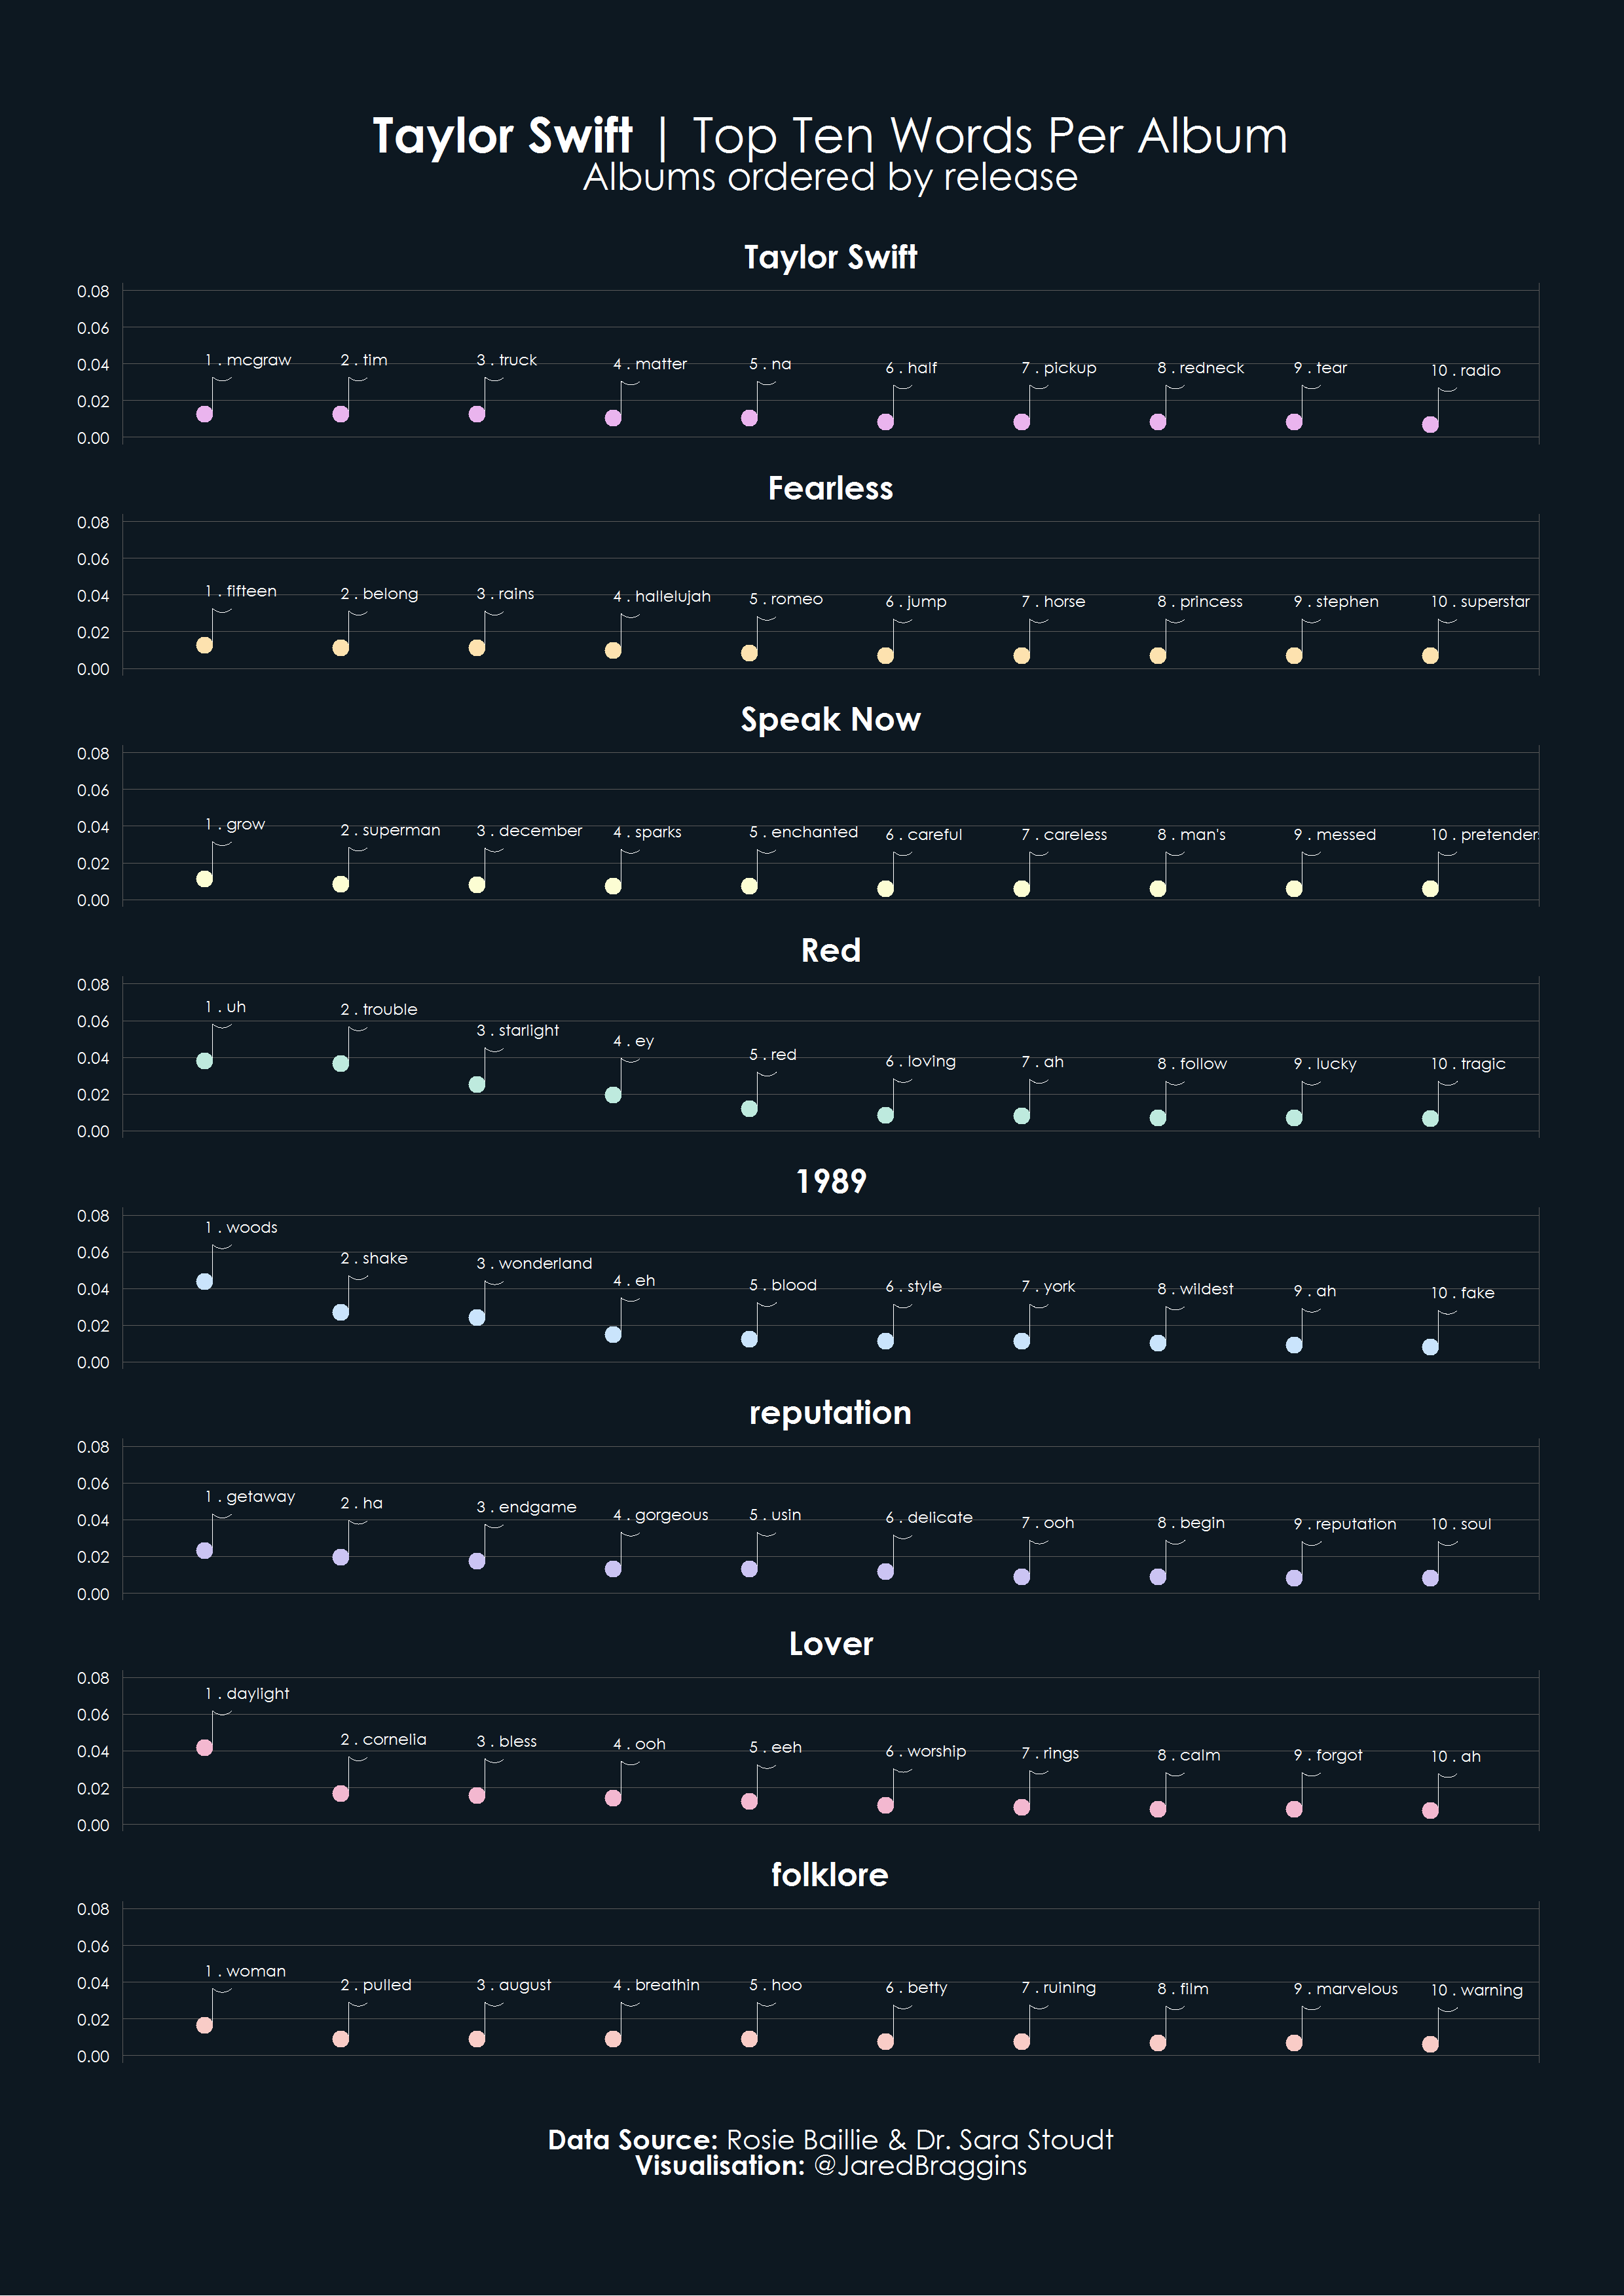 Taylor Swift | Top Ten Words Per Album
Albums ordered by release
Taylor Swift
0.08
0.06
0.04
0.02
0.00
1 . mcgraw
2 . tim
3 . truck
4 . matter
5 . na
6 . half
7 . pickup
8 . redneck
9 . tear
10 . radio
Fearless
0.08
0.06
0.04
0.02
0.00
1 . fifteen
2 . belong
3 . rains
4 . hallelujah
5 . romeo
6 . jump
7 . horse
8 . princess
9 . stephen
10 . superstar
Speak Now
0.08
0.06
0.04
0.02
0.00
1 . grow
2 . superman
3 . december
4 . sparks
5 . enchanted
6 . careful
7 . careless
8 . man's
9 . messed
10 . pretender
Red
0.08
0.06
0.04
0.02
0.00
1 . uh
2 . trouble
3 . starlight
4 . ey
5 . red
6 . loving
7 . ah
8 . follow
9 . lucky
10 . tragic
1989
0.08
0.06
0.04
0.02
0.00
1 . woods
2 . shake
3 . wonderland
4 . eh
5 . blood
6 . style
7 . york
8 . wildest
9 . ah
10 . fake
reputation
0.08
0.06
0.04
0.02
0.00
1 . getaway
2 . ha
3 . endgame
4 . gorgeous
5 . usin
6 . delicate
7 . ooh
8 . begin
9 . reputation
10 . soul
Lover
0.08
0.06
0.04
0.02
0.00
1 . daylight
2 . cornelia
3 . bless
4 . ooh
5 . eeh
6 . worship
7 . rings
8 . calm
9 . forgot
10 . ah
folklore
0.08
0.06
0.04
0.02
0.00
1 . woman
2 . pulled
3 . august
4 . breathin
5 . hoo
6 . betty
7 . ruining
8 . film
9 . marvelous
10 . warning
Data Source: Rosie Baillie & Dr. Sara Stoudt
Visualisation: @JaredBraggins